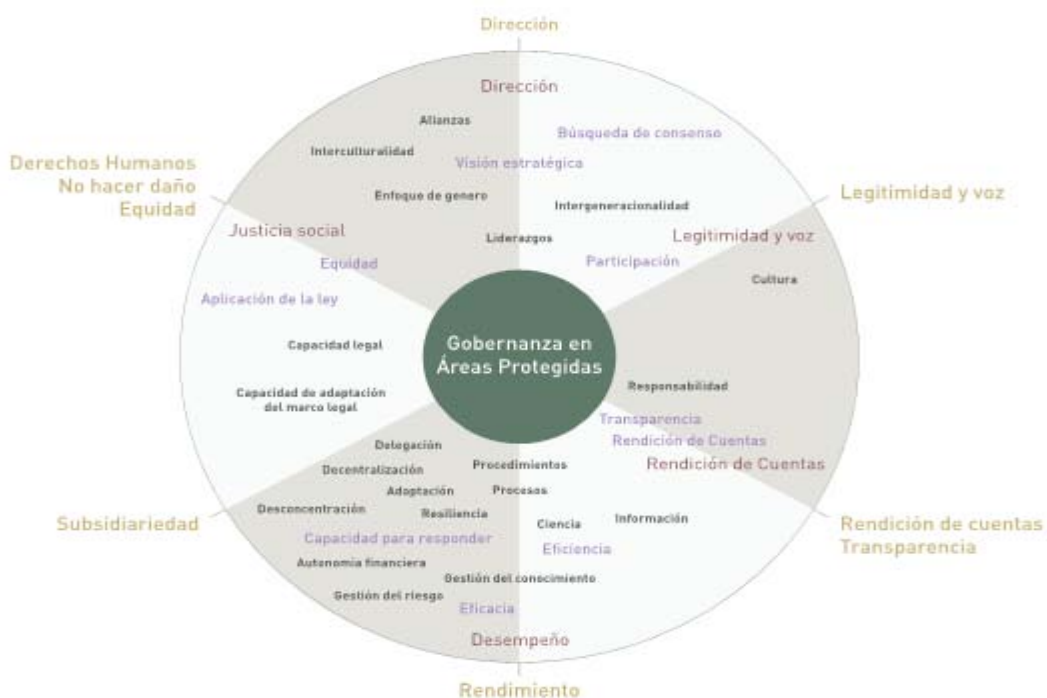 Dirección
Dirección
Alianzas
Búsqueda de consenso
Interculturalidad
Visión estratégica
Derechos Humanos
No hacer daño
Equidad
Enfoque de genero
Legitimidad y voz
Intergeneracionalidad
Justicia social
Liderazgos
Legitimidad y voz
Equidad
Participación
Cultura
Aplicación de la ley
Gobernanza en
Áreas Protegidas
Capacidad legal
Responsabilidad
Capacidad de adaptación
del marco legal
Transparencia
Rendición de Cuentas
Rendición de Cuentas
Delegación
Decentralización
Procedimientos
Adaptación
Procesos
Desconcentración
Resiliencia
Ciencia
Información
Subsidiariedad
Rendición de cuentas
Transparencia
Capacidad para responder
Eficiencia
Autonomia financiera
Gestión del conocimiento
Gestión del riesgo
Eficacia
Desempeño
Rendimiento